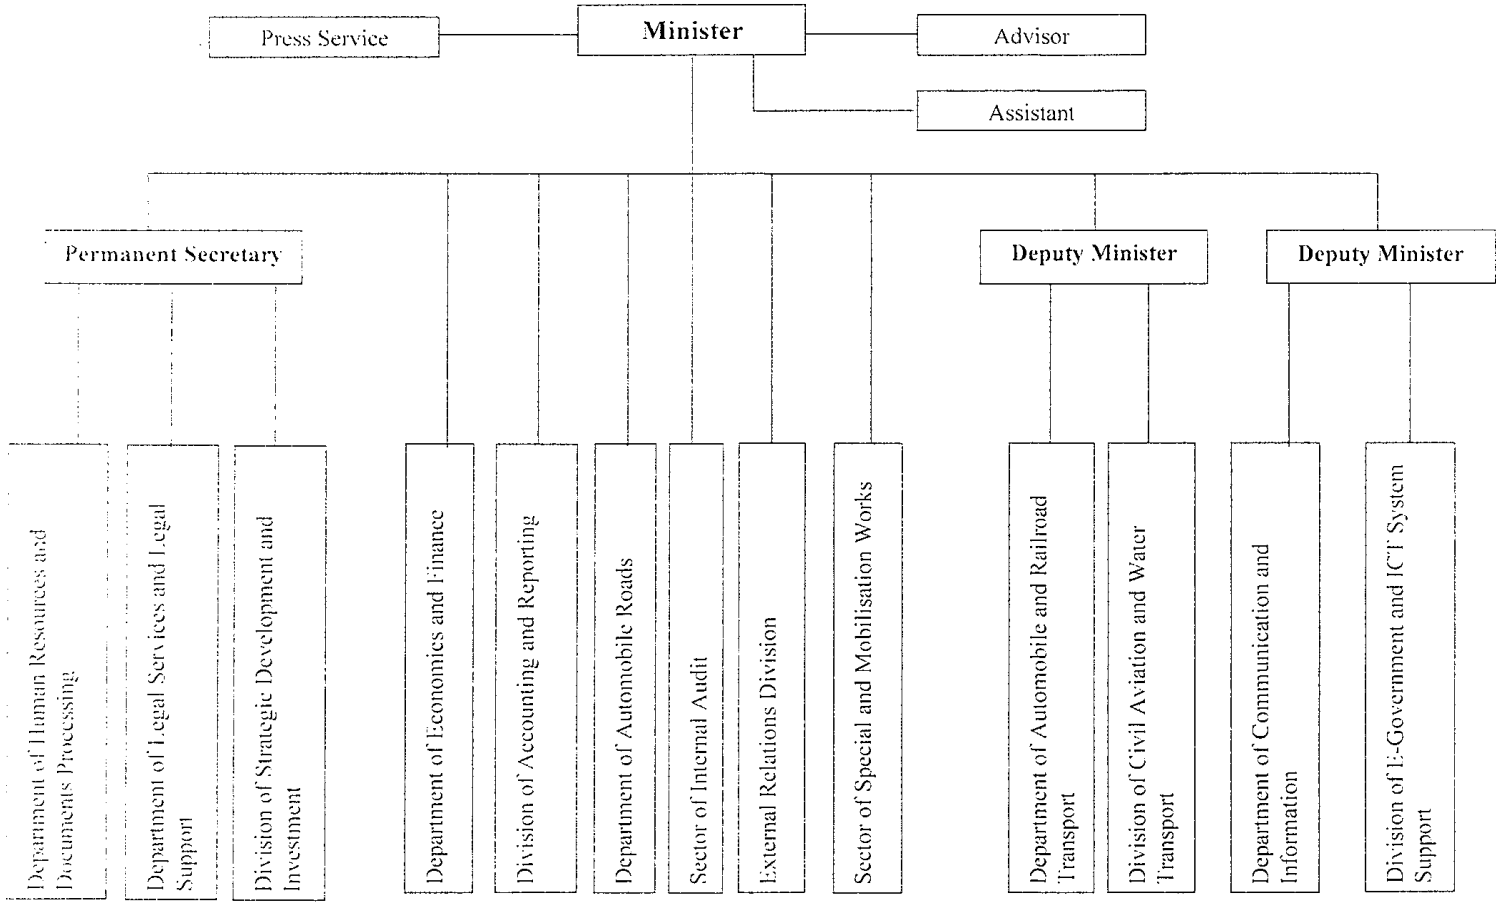 Press Service
Minister
Advisor
Assistant
Permanent Secretary
Deputy Minister
Deputy Minister
Department of Human Resources and
Documents Processing
Department of Legal Services and Legal
Support
Division of Strategic Development and
Investment
Department of Economics and Finance
Division of Accounting and Reporting
Department of Automobile Roads
Sector of Internal Audit
External Relations Division
Sector of Special and Mobilisation Works
Department of Automobile and Railroad
Transport
Division of Civil Aviation and Water
Transport
Department of Communication and
Information
Division of E-Government and ICT System
Support